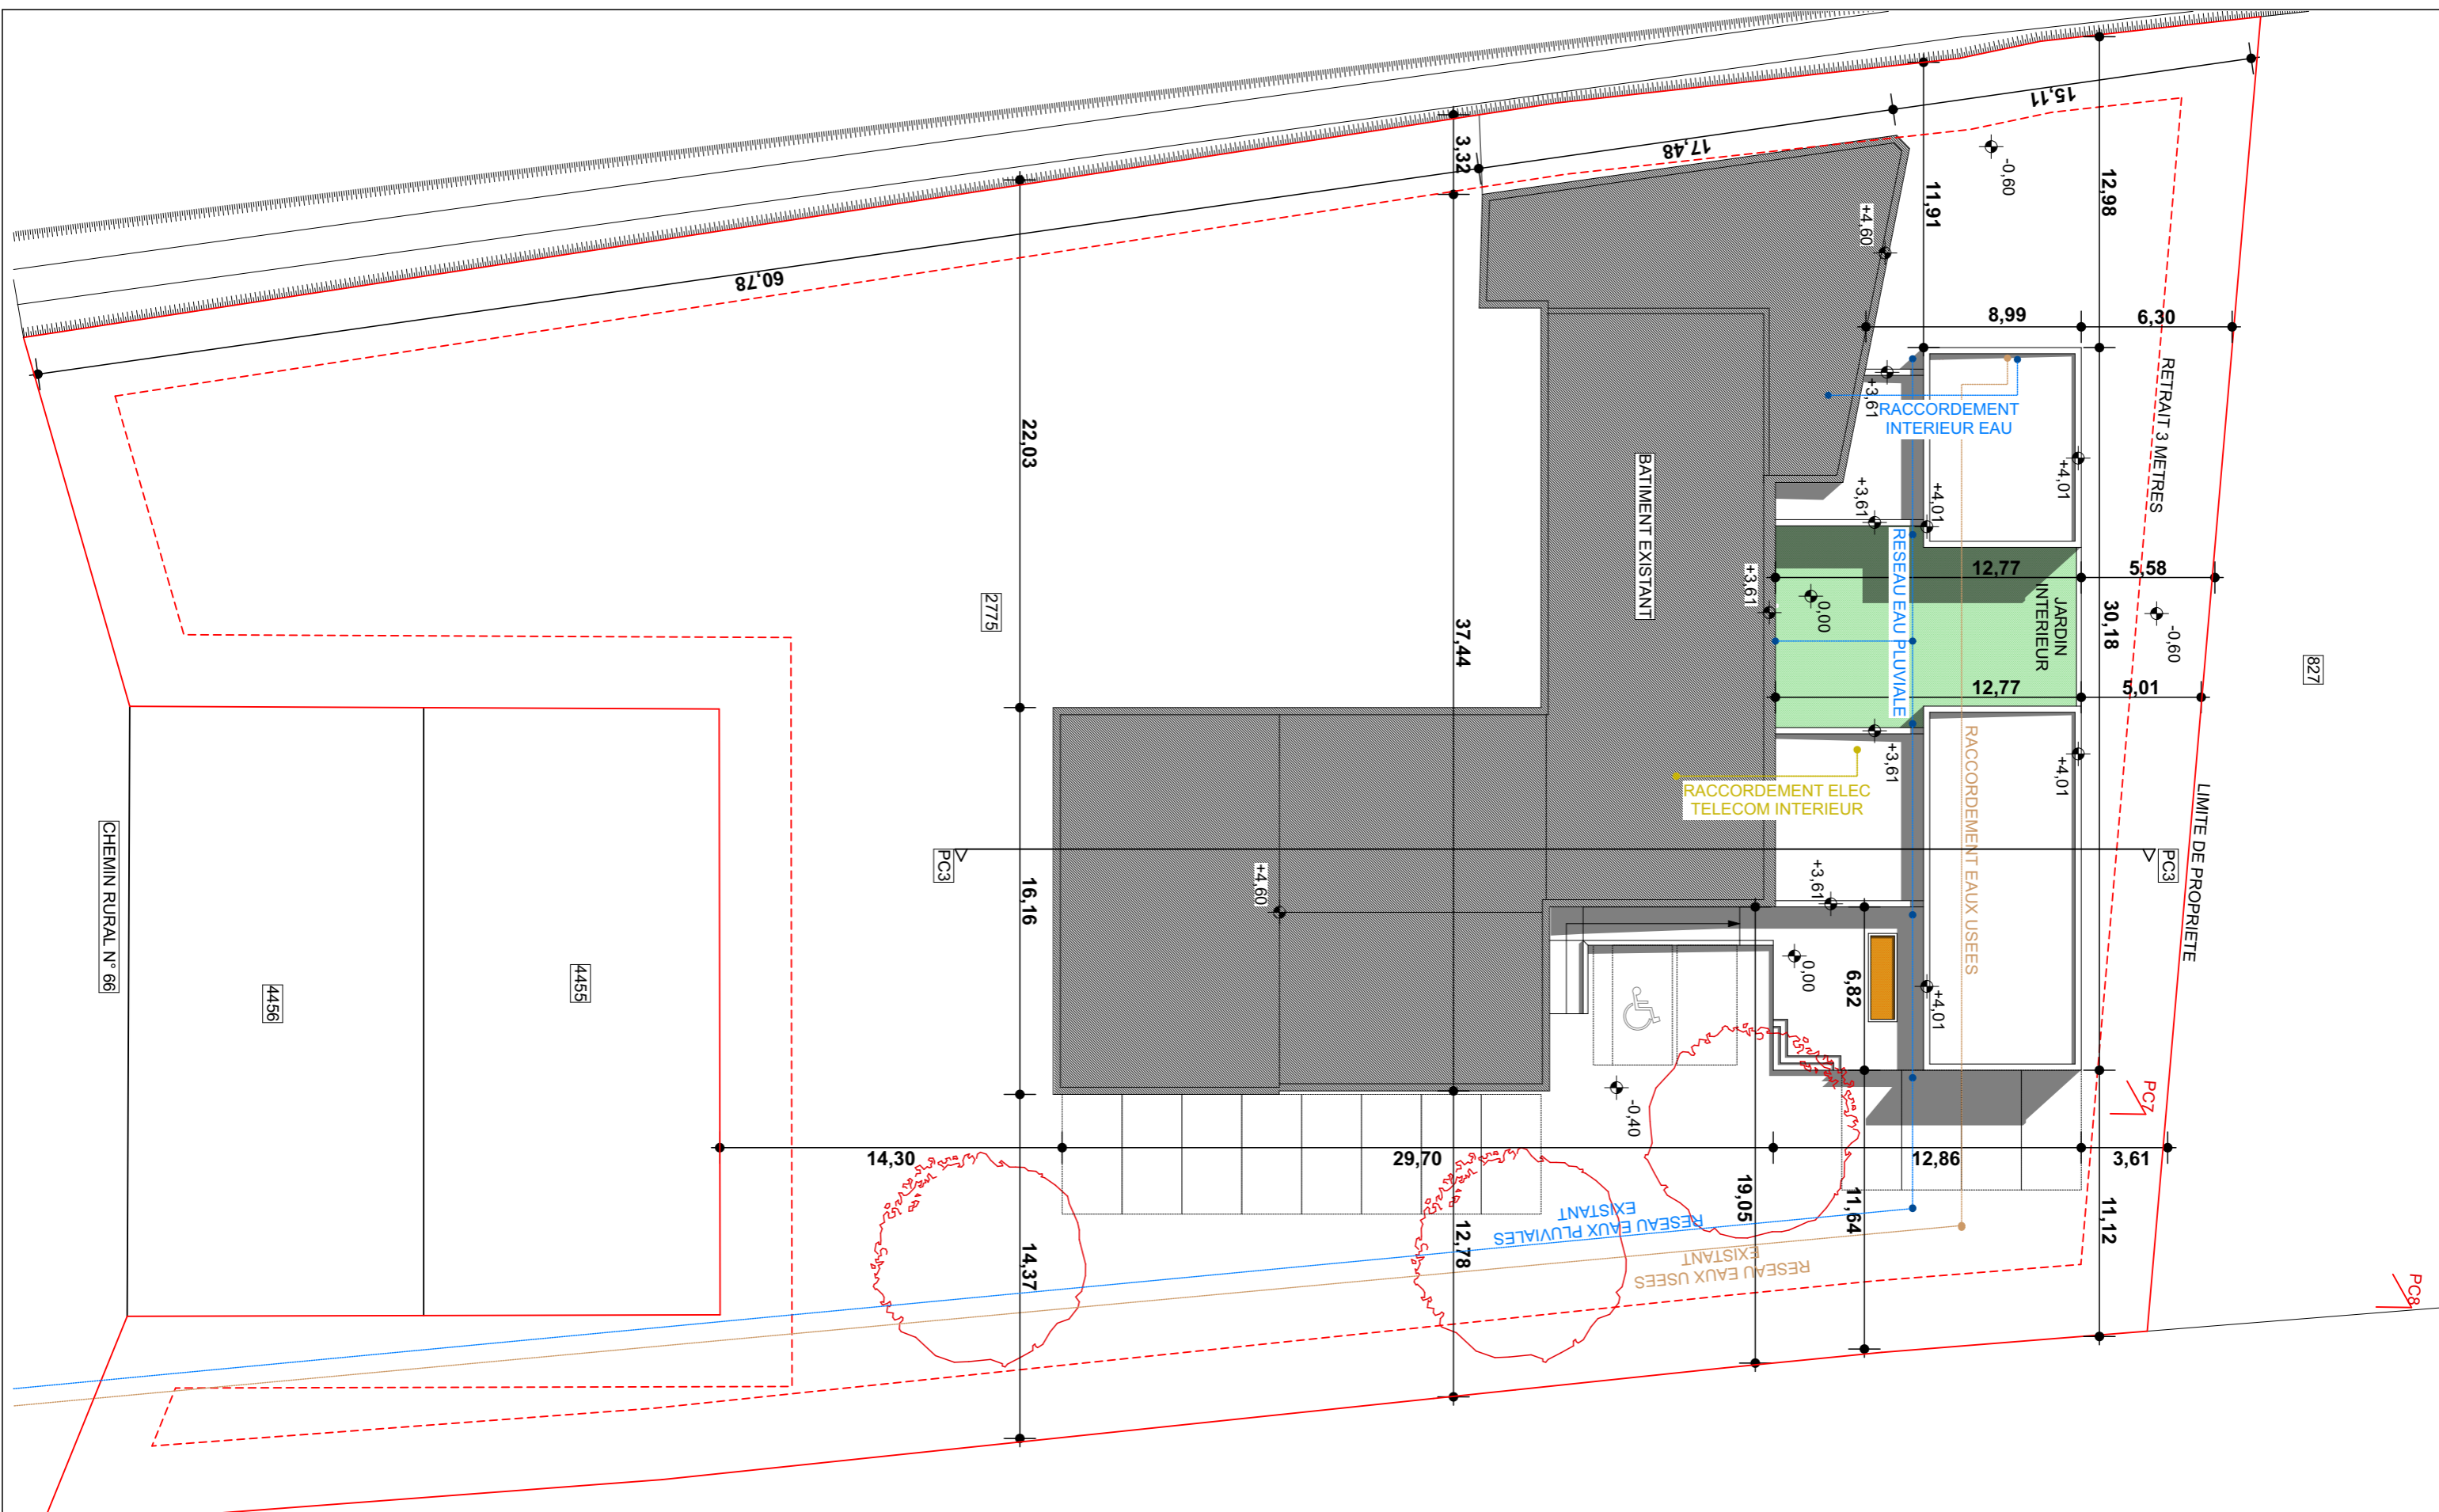 15,11
17,48
60,78
3,32
11,91
12,98
-0,60
+4,60
8,99
6,30
RETRAIT 3 METRES
+3,61
RACCORDEMENT
INTERIEUR EAU
+4,01
22,03
BATIMENT EXISTANT
+3,61
+4,01
RESEAU EAU PLUVIALE
12,77
5,58
JARDIN
INTERIEUR
30,18
-0,60
+3,61
0,00
2775
37,44
827
12,77
5,01
+3,61
+4,01
RACCORDEMENT EAUX USEES
RACCORDEMENT ELEC
TELECOM INTERIEUR
LIMITE DE PROPRIETE
PC3
PC3
CHEMIN RURAL N° 66
4456
4455
16,16
+4,60
+3,61
0,00
6,82
+4,01
-0,40
PC7
14,30
29,70
12,86
3,61
19,05
11,64
11,12
RESEAU EAUX PLUVIALES
EXISTANT
RESEAU EAUX USEES
EXISTANT
14,37
12,78
PC8